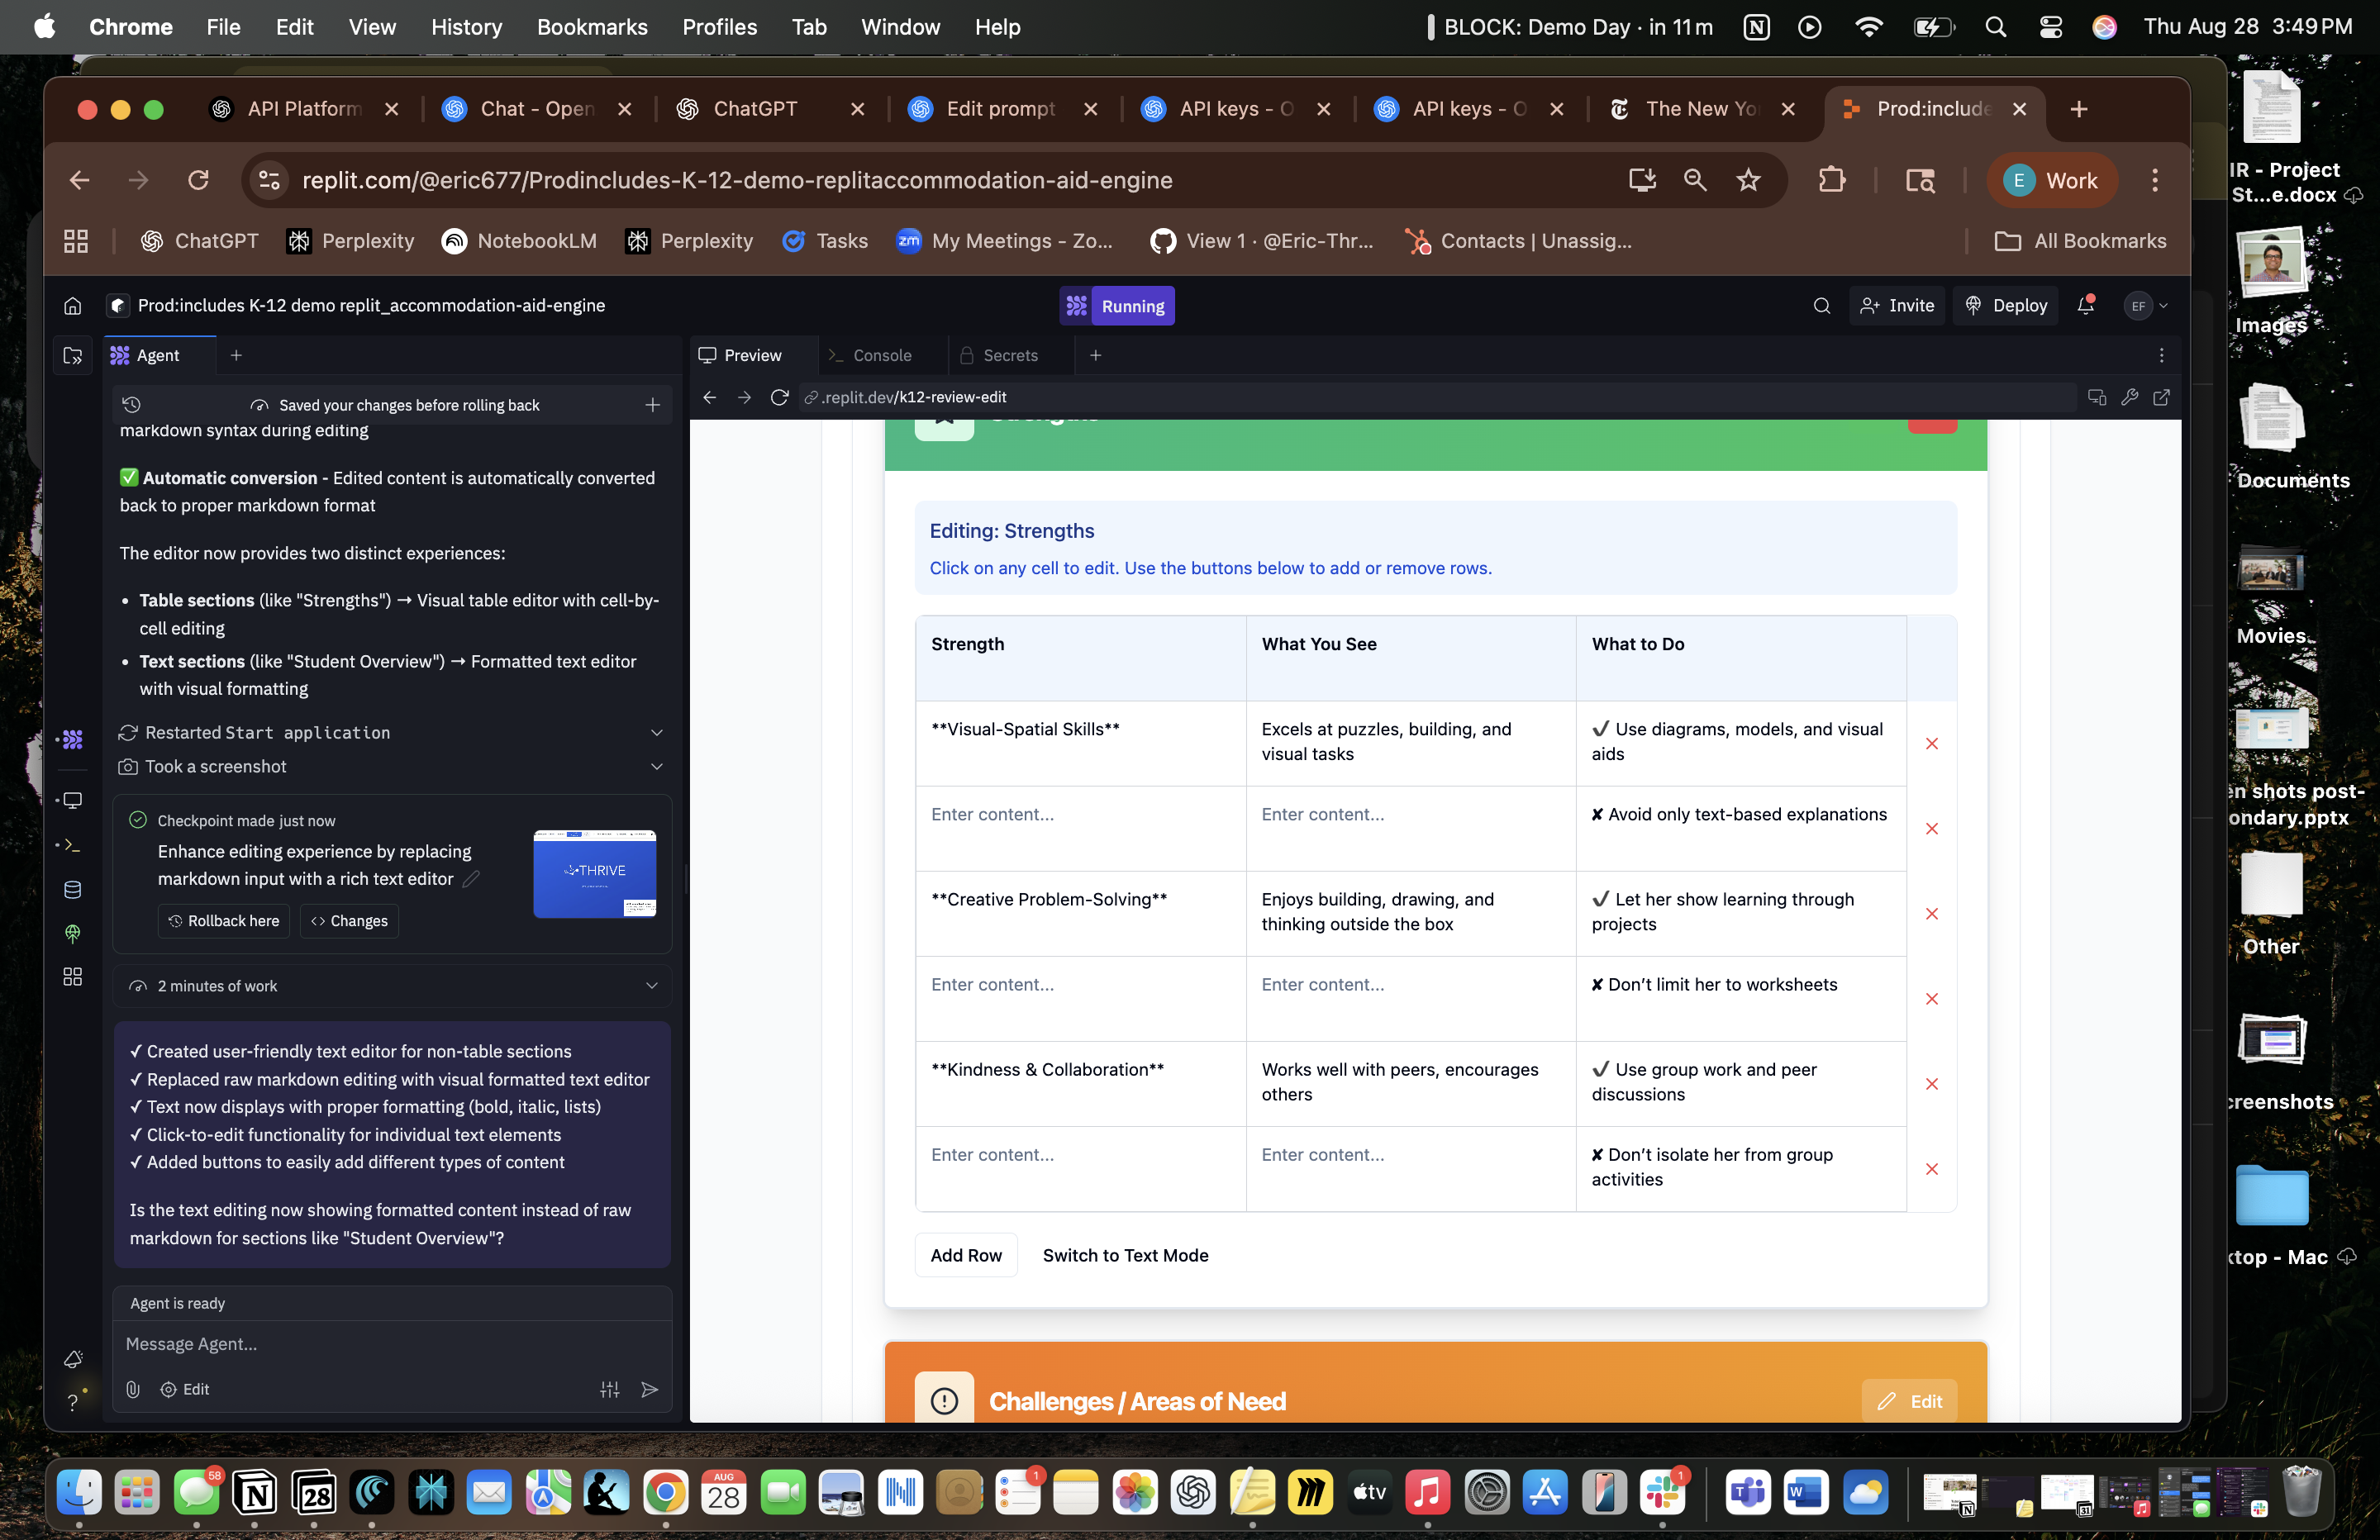 Chrome File Edit View History Bookmarks Profiles Tab Window Help BLOCK: Demo Day · in 11 m Thu Aug 28 3:49 PM
API Platform Chat - Open ChatGPT Edit prompt API keys - O API keys - O The New Yo Prod:include
replit.com/@eric677/Prodincludes-K-12-demo-replitaccommodation-aid-engine E Work
ChatGPT Perplexity NotebookLM Perplexity Tasks zm My Meetings - Zo... View 1 · @Eric-Thr... Contacts | Unassig... All Bookmarks
Prod:includes K-12 demo replit_accommodation-aid-engine Running Invite Deploy EF
Agent
Saved your changes before rolling back
markdown syntax during editing
✅ Automatic conversion - Edited content is automatically converted
back to proper markdown format
The editor now provides two distinct experiences:
• Table sections (like "Strengths") → Visual table editor with cell-by-
cell editing
• Text sections (like "Student Overview") → Formatted text editor
with visual formatting
Restarted Start application
Took a screenshot
Checkpoint made just now
Enhance editing experience by replacing
markdown input with a rich text editor
THRIVE
Rollback here <> Changes
2 minutes of work
✓ Created user-friendly text editor for non-table sections
✓ Replaced raw markdown editing with visual formatted text editor
✓ Text now displays with proper formatting (bold, italic, lists)
✓ Click-to-edit functionality for individual text elements
✓ Added buttons to easily add different types of content
Is the text editing now showing formatted content instead of raw
markdown for sections like "Student Overview"?
Agent is ready
Message Agent...
Edit
Preview Console Secrets
.replit.dev/k12-review-edit
Editing: Strengths
Click on any cell to edit. Use the buttons below to add or remove rows.
Strength What You See What to Do
**Visual-Spatial Skills** Excels at puzzles, building, and ✔ Use diagrams, models, and visual
visual tasks aids
Enter content... Enter content... ✘ Avoid only text-based explanations
**Creative Problem-Solving** Enjoys building, drawing, and ✔ Let her show learning through
thinking outside the box projects
Enter content... Enter content... ✘ Don’t limit her to worksheets
**Kindness & Collaboration** Works well with peers, encourages ✔ Use group work and peer
others discussions
Enter content... Enter content... ✘ Don’t isolate her from group
activities
Add Row Switch to Text Mode
Challenges / Areas of Need Edit
IR - Project
St...e.docx
Images
Documents
Movies
en shots post-
ondary.pptx
Other
creenshots
ktop - Mac
58 28 AUG 28 1 tv 1